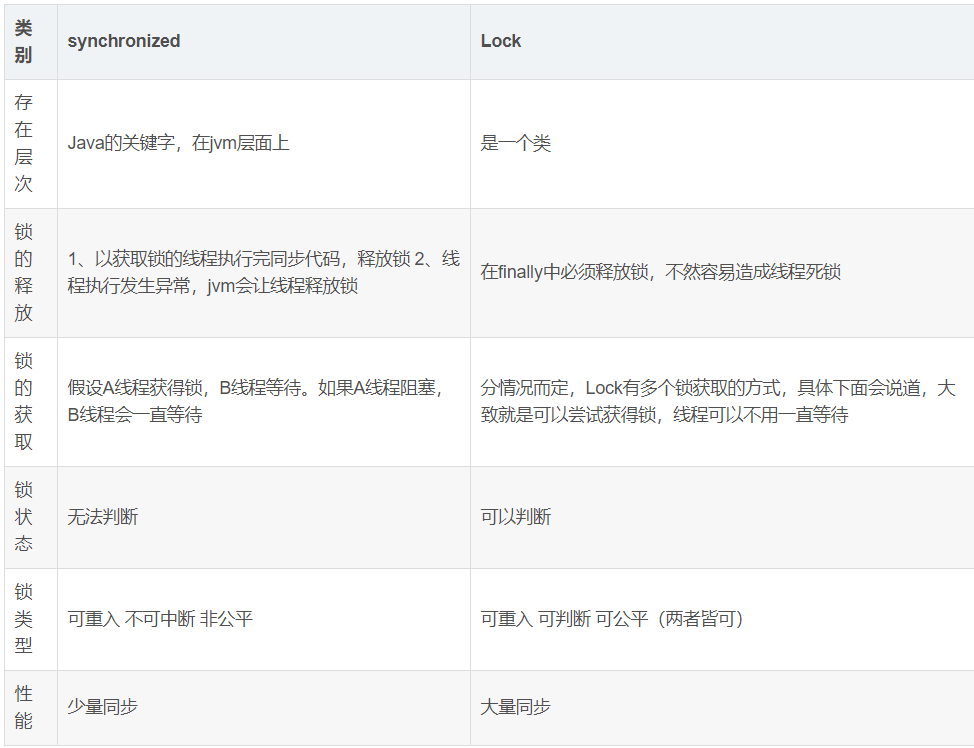 类
别
synchronized
Lock
存
在
层
次
Java的关键字，在jvm层面上
是一个类
锁
的
释
放
1、以获取锁的线程执行完同步代码，释放锁 2、线
程执行发生异常，jvm会让线程释放锁
在finally中必须释放锁，不然容易造成线程死锁
锁
的
获
取
假设A线程获得锁，B线程等待。如果A线程阻塞，
B线程会一直等待
分情况而定，Lock有多个锁获取的方式，具体下面会说道，大
致就是可以尝试获得锁，线程可以不用一直等待
锁
状
态
无法判断
可以判断
锁
类
型
可重入 不可中断 非公平
可重入 可判断 可公平（两者皆可）
性
能
少量同步
大量同步